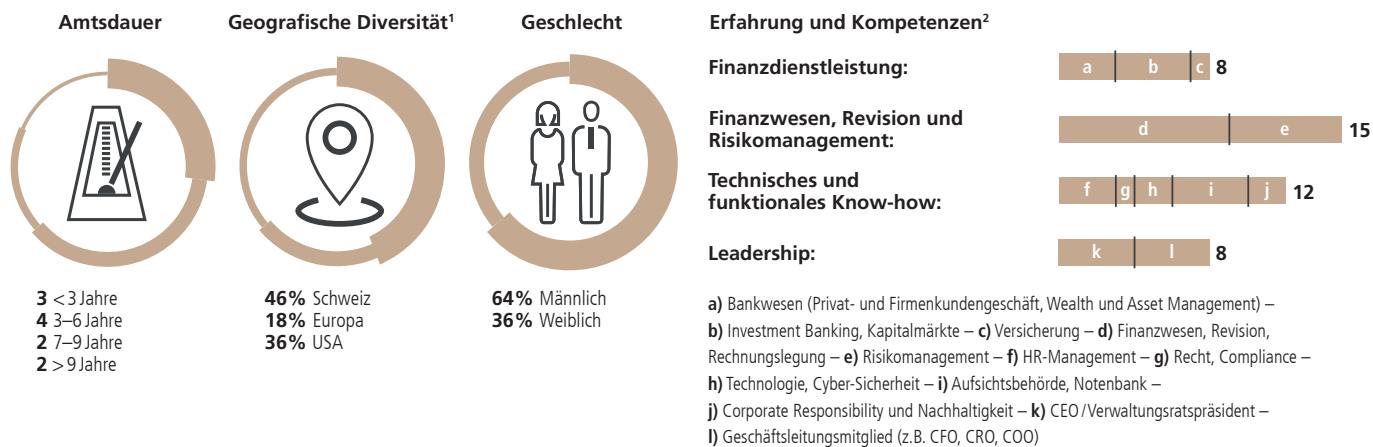 Amtsdauer
3 < 3 Jahre
4 3–6 Jahre
2 7–9 Jahre
2 > 9 Jahre
Geografische Diversität¹
46% Schweiz
18% Europa
36% USA
Geschlecht
64% Männlich
36% Weiblich
Erfahrung und Kompetenzen²
Finanzdienstleistung:
a b c 8
Finanzwesen, Revision und
Risikomanagement:
d e 15
Technisches und
funktionales Know-how:
f g h i j 12
Leadership:
k l 8
a) Bankwesen (Privat- und Firmenkundengeschäft, Wealth und Asset Management) –
b) Investment Banking, Kapitalmärkte – c) Versicherung – d) Finanzwesen, Revision,
Rechnungslegung – e) Risikomanagement – f) HR-Management – g) Recht, Compliance –
h) Technologie, Cyber-Sicherheit – i) Aufsichtsbehörde, Notenbank –
j) Corporate Responsibility und Nachhaltigkeit – k) CEO / Verwaltungsratspräsident –
l) Geschäftsleitungsmitglied (z.B. CFO, CRO, COO)